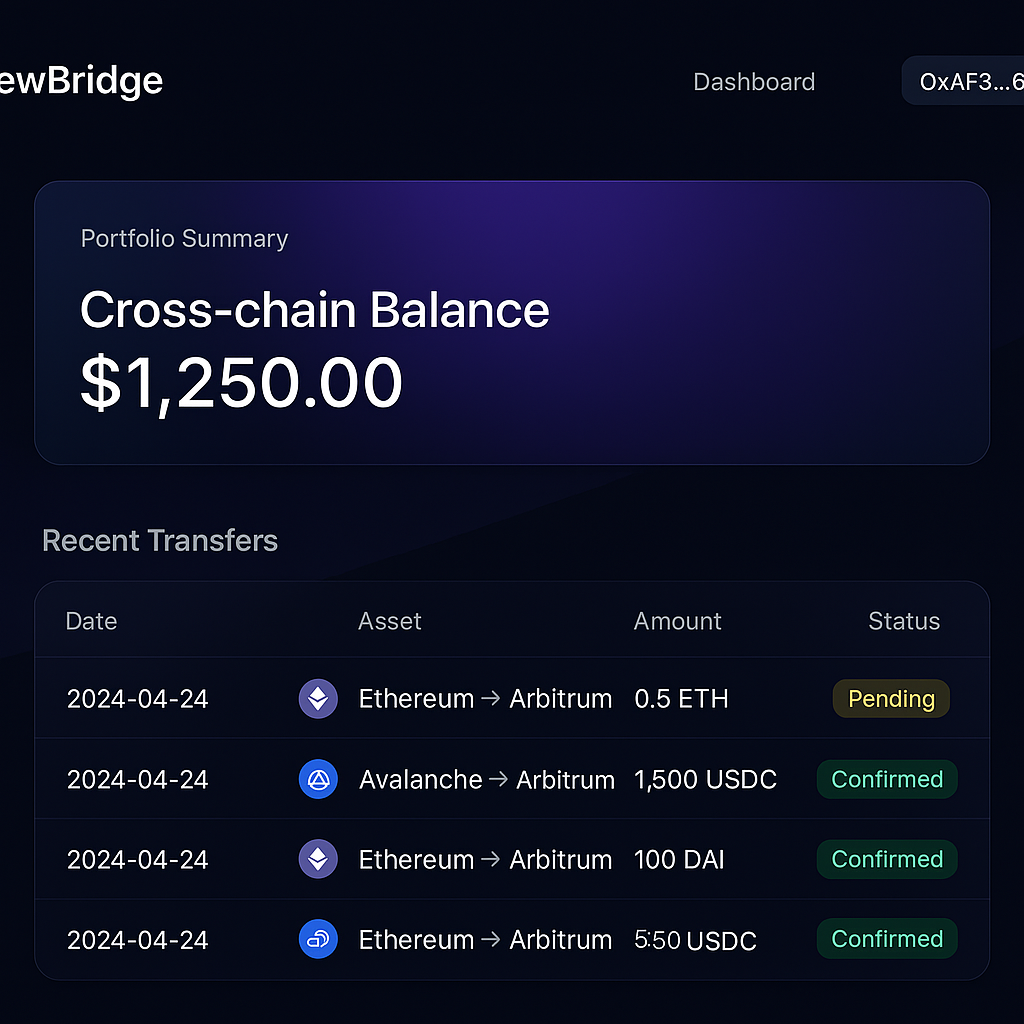 ewBridge Dashboard OxAF3...6
Portfolio Summary
Cross-chain Balance
$1,250.00
Recent Transfers
Date Asset Amount Status
2024-04-24 Ethereum → Arbitrum 0.5 ETH Pending
2024-04-24 Avalanche → Arbitrum 1,500 USDC Confirmed
2024-04-24 Ethereum → Arbitrum 100 DAI Confirmed
2024-04-24 Ethereum → Arbitrum 5:50 USDC Confirmed